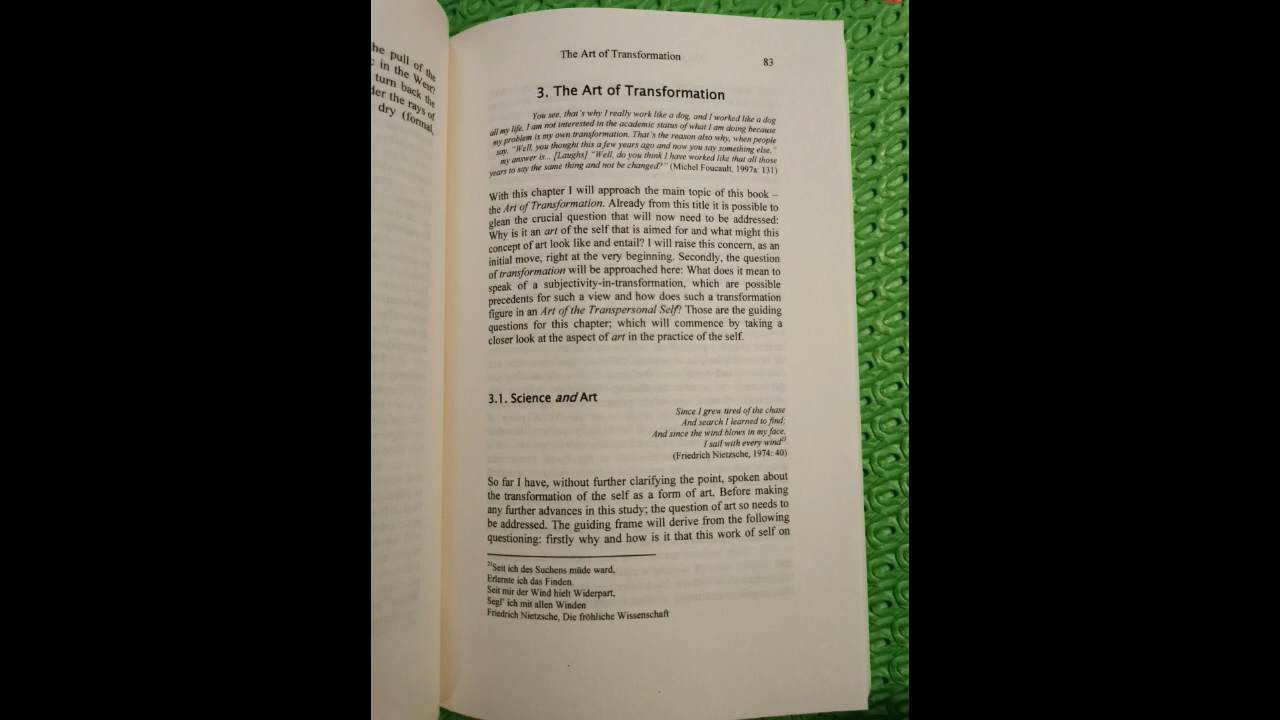 he pull of the
in the West?
turn back the
der the rays of
dry (formal,
The Art of Transformation 83
3. The Art of Transformation
You see, that's why I really work like a dog, and I worked like a dog
all my life. I am not interested in the academic status of what I am doing because
my problem is my own transformation. That's the reason also why, when people
say, "Well, you thought this a few years ago and now you say something else,"
my answer is... [Laughs] "Well, do you think I have worked like that all those
years to say the same thing and not be changed?" (Michel Foucault, 1997a: 131)
With this chapter I will approach the main topic of this book –
the Art of Transformation. Already from this title it is possible to
glean the crucial question that will now need to be addressed:
Why is it an art of the self that is aimed for and what might this
concept of art look like and entail? I will raise this concern, as an
initial move, right at the very beginning. Secondly, the question
of transformation will be approached here: What does it mean to
speak of a subjectivity-in-transformation, which are possible
precedents for such a view and how does such a transformation
figure in an Art of the Transpersonal Self? Those are the guiding
questions for this chapter; which will commence by taking a
closer look at the aspect of art in the practice of the self.
3.1. Science and Art
Since I grew tired of the chase
And search I learned to find;
And since the wind blows in my face,
I sail with every wind23
(Friedrich Nietzsche, 1974: 40)
So far I have, without further clarifying the point, spoken about
the transformation of the self as a form of art. Before making
any further advances in this study; the question of art so needs to
be addressed. The guiding frame will derive from the following
questioning: firstly why and how is it that this work of self on
23Seit ich des Suchens müde ward,
Erlernte ich das Finden.
Seit mir der Wind hielt Widerpart,
Segl' ich mit allen Winden
Friedrich Nietzsche, Die fröhliche Wissenschaft